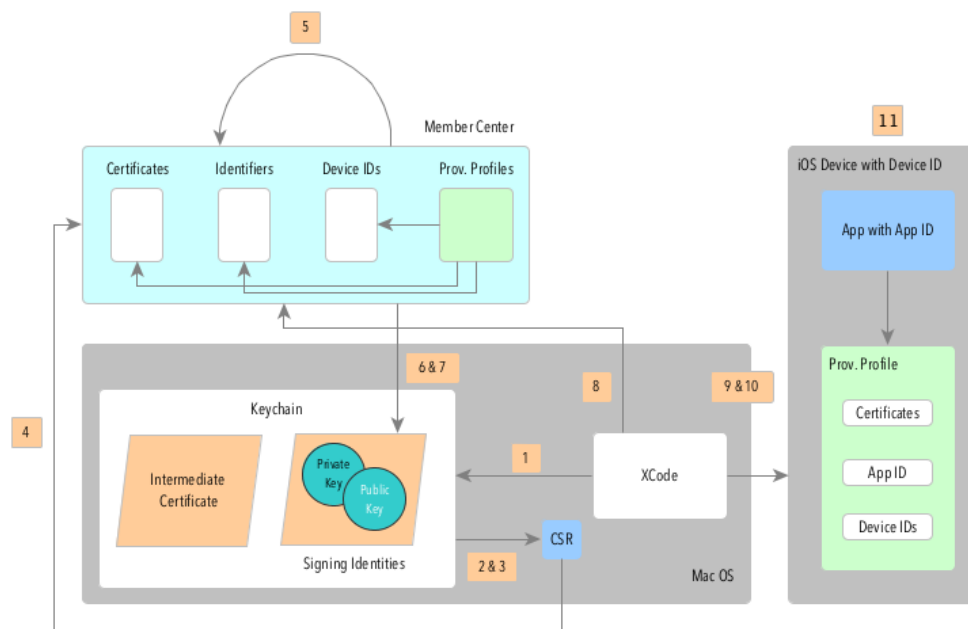 5
Member Center
11
Certificates
Identifiers
Device IDs
Prov. Profiles
iOS Device with Device ID
App with App ID
6 & 7
8
9 & 10
Prov. Profile
Keychain
Certificates
4
Intermediate
Certificate
Private
Key
Public
Key
1
XCode
App ID
Device IDs
CSR
Signing Identities
2 & 3
Mac OS